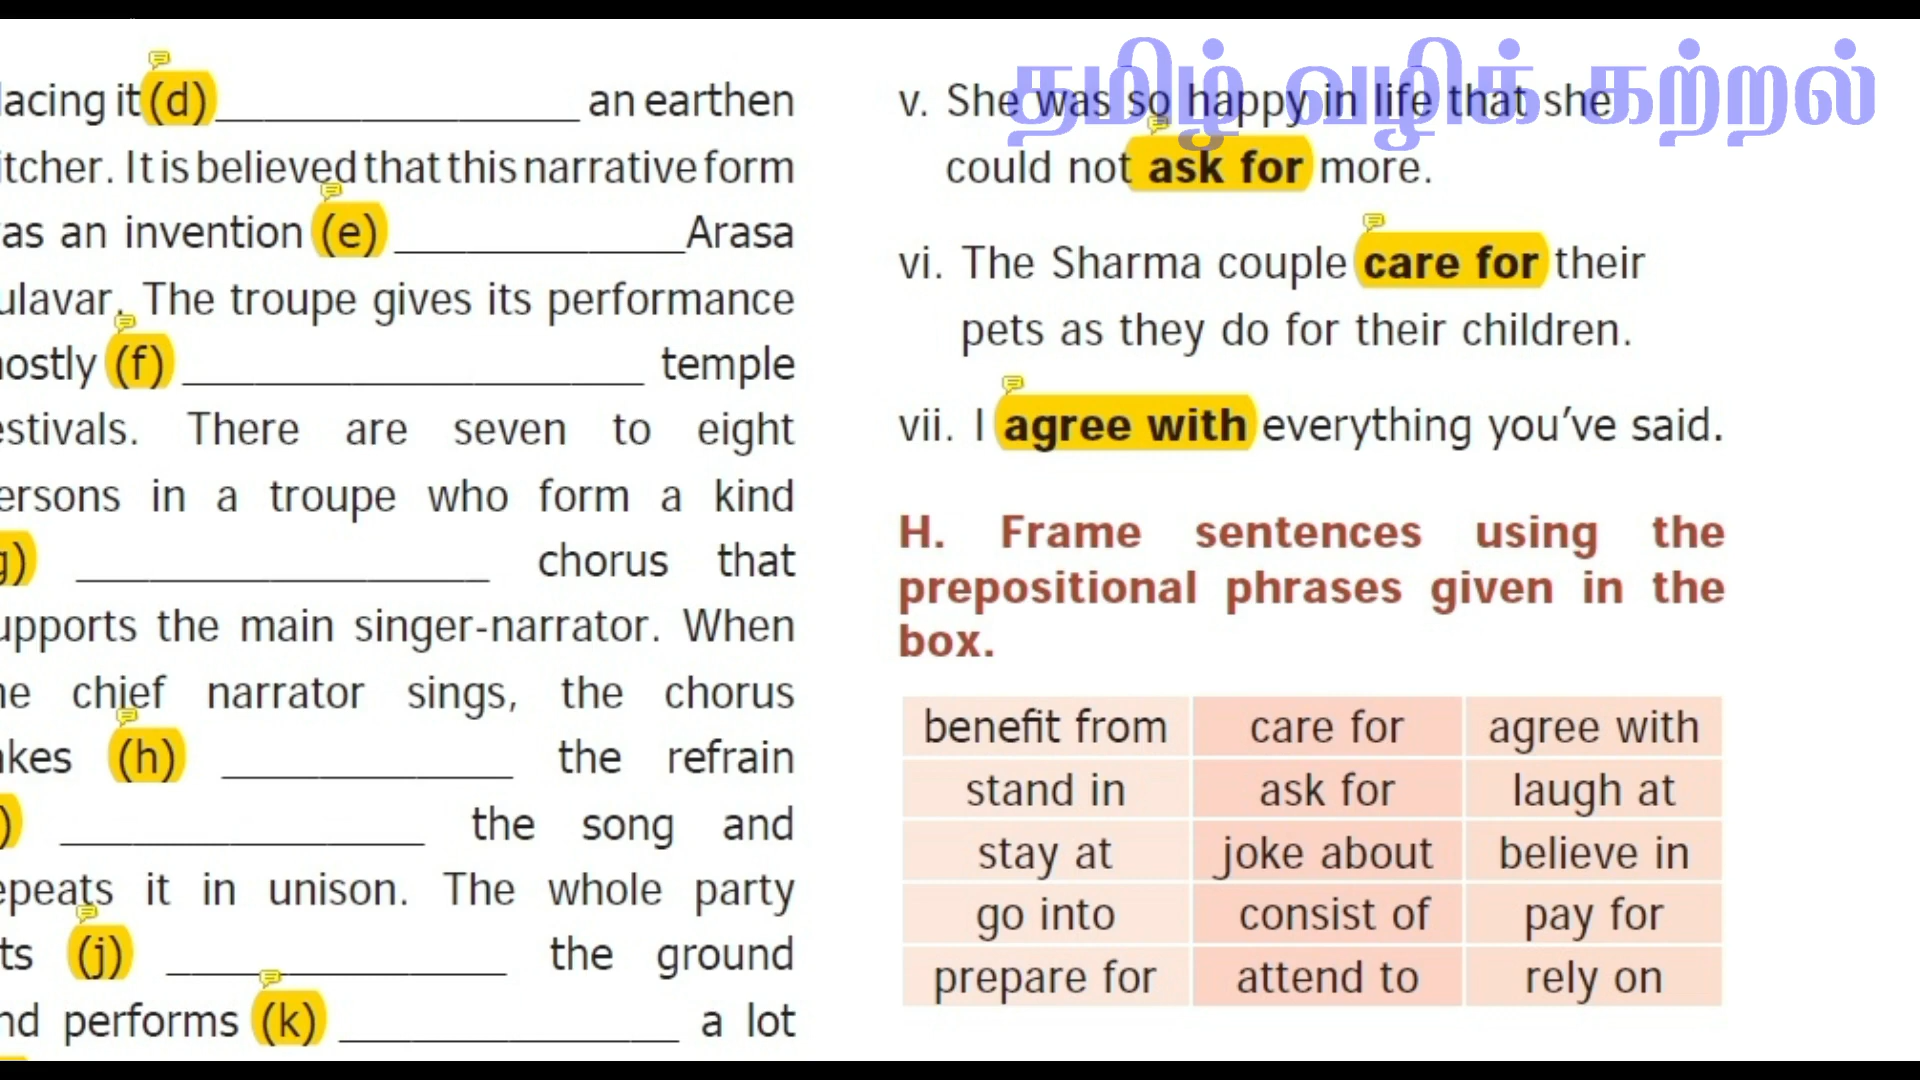 lacing it (d) _______________ an earthen
itcher. It is believed that this narrative form
as an invention (e) ____________ Arasa
ulavar. The troupe gives its performance
ostly (f) ___________________ temple
estivals. There are seven to eight
ersons in a troupe who form a kind
g) _________________ chorus that
upports the main singer-narrator. When
he chief narrator sings, the chorus
akes (h) ____________ the refrain
) _______________ the song and
epeats it in unison. The whole party
ts (j) ______________ the ground
nd performs (k) ______________ a lot
தமிழ் வழிக் கற்றல்
v. She was so happy in life that she
could not ask for more.
vi. The Sharma couple care for their
pets as they do for their children.
vii. I agree with everything you've said.
H. Frame sentences using the
prepositional phrases given in the
box.
benefit from care for agree with
stand in ask for laugh at
stay at joke about believe in
go into consist of pay for
prepare for attend to rely on